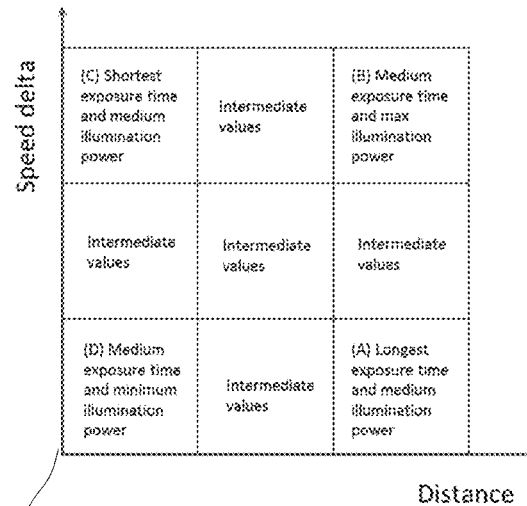 Speed delta
(C) Shortest
exposure time
and medium
illumination
power
Intermediate
values
(B) Medium
exposure time
and max
illumination
power
Intermediate
values
Intermediate
values
Intermediate
values
(D) Medium
exposure time
and minimum
illumination
power
Intermediate
values
(A) Longest
exposure time
and medium
illumination
power
Distance